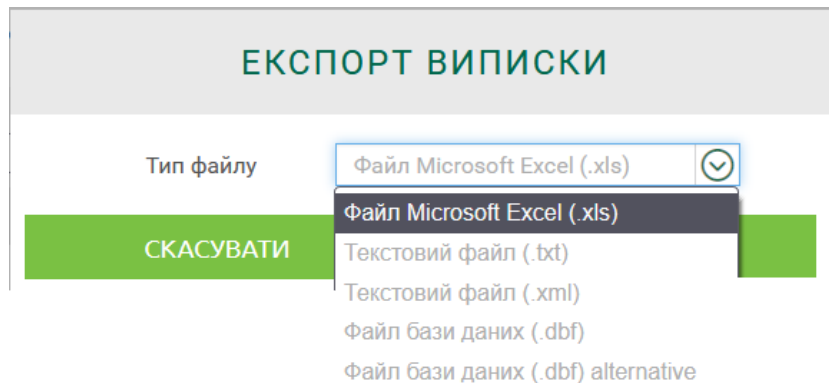 ЕКСПОРТ ВИПИСКИ
Тип файлу
Файл Microsoft Excel (.xls)
Файл Microsoft Excel (.xls)
СКАСУВАТИ
Текстовий файл (.txt)
Текстовий файл (.xml)
Файл бази даних (.dbf)
Файл бази даних (.dbf) alternative